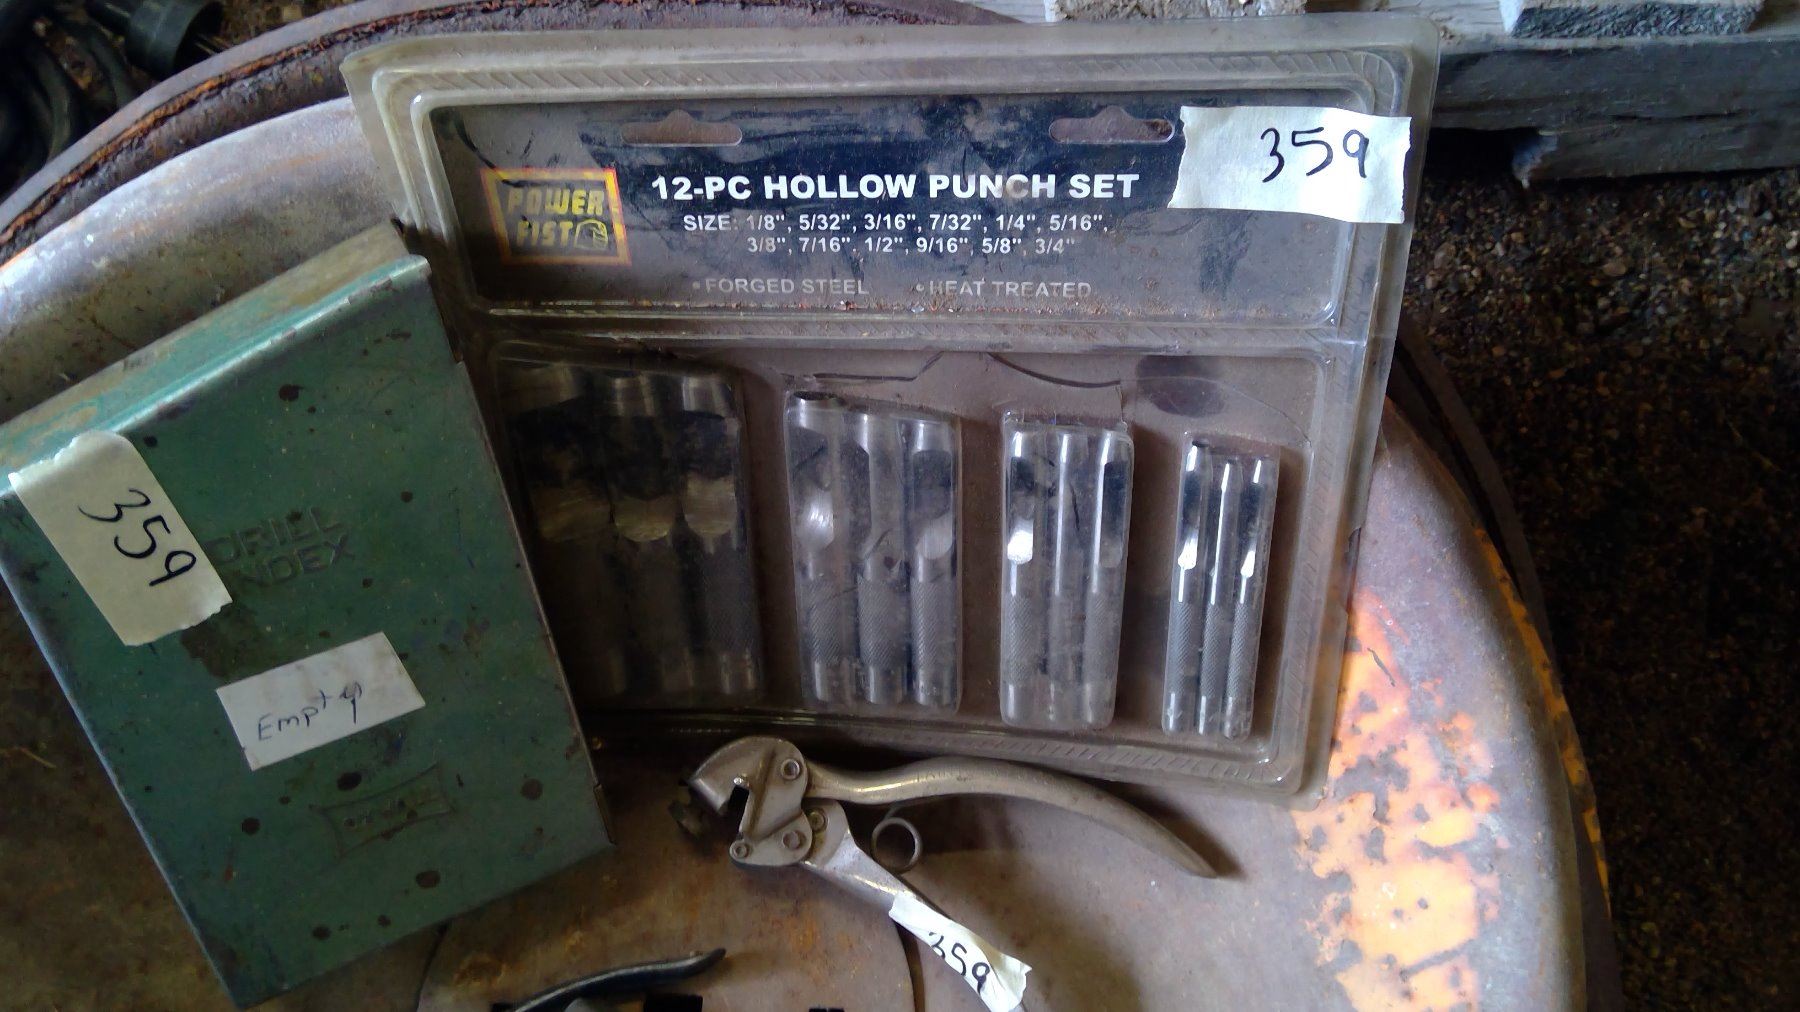 POWER
FIST
12-PC HOLLOW PUNCH SET
SIZE: 1/8", 5/32", 3/16", 7/32", 1/4", 5/16",
3/8", 7/16", 1/2", 9/16", 5/8", 3/4"
• FORGED STEEL • HEAT TREATED
359
359
DRILL
INDEX
Empty
359